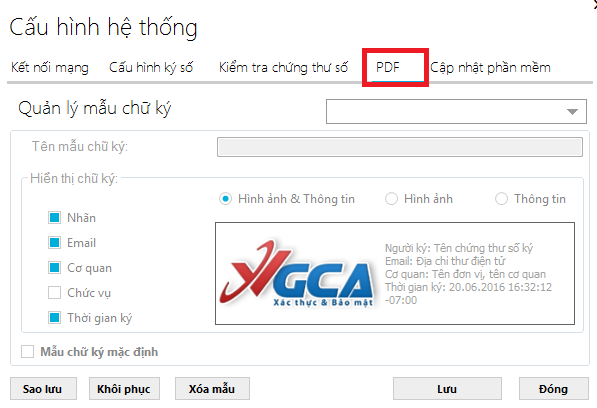 Cấu hình hệ thống
Kết nối mạng Cấu hình ký số Kiểm tra chứng thư số PDF Cập nhật phần mềm
Quản lý mẫu chữ ký
Tên mẫu chữ ký:
Hiển thị chữ ký:
Hình ảnh & Thông tin Hình ảnh Thông tin
Nhãn
Email
Cơ quan
Chức vụ
Thời gian ký
VGCA
Xác thực & Bảo mật
Người ký: Tên chứng thư số ký
Email: Địa chỉ thư điện tử
Cơ quan: Tên đơn vị, tên cơ quan
Thời gian ký: 20.06.2016 16:32:12
-07:00
Mẫu chữ ký mặc định
Sao lưu Khôi phục Xóa mẫu Lưu Đóng